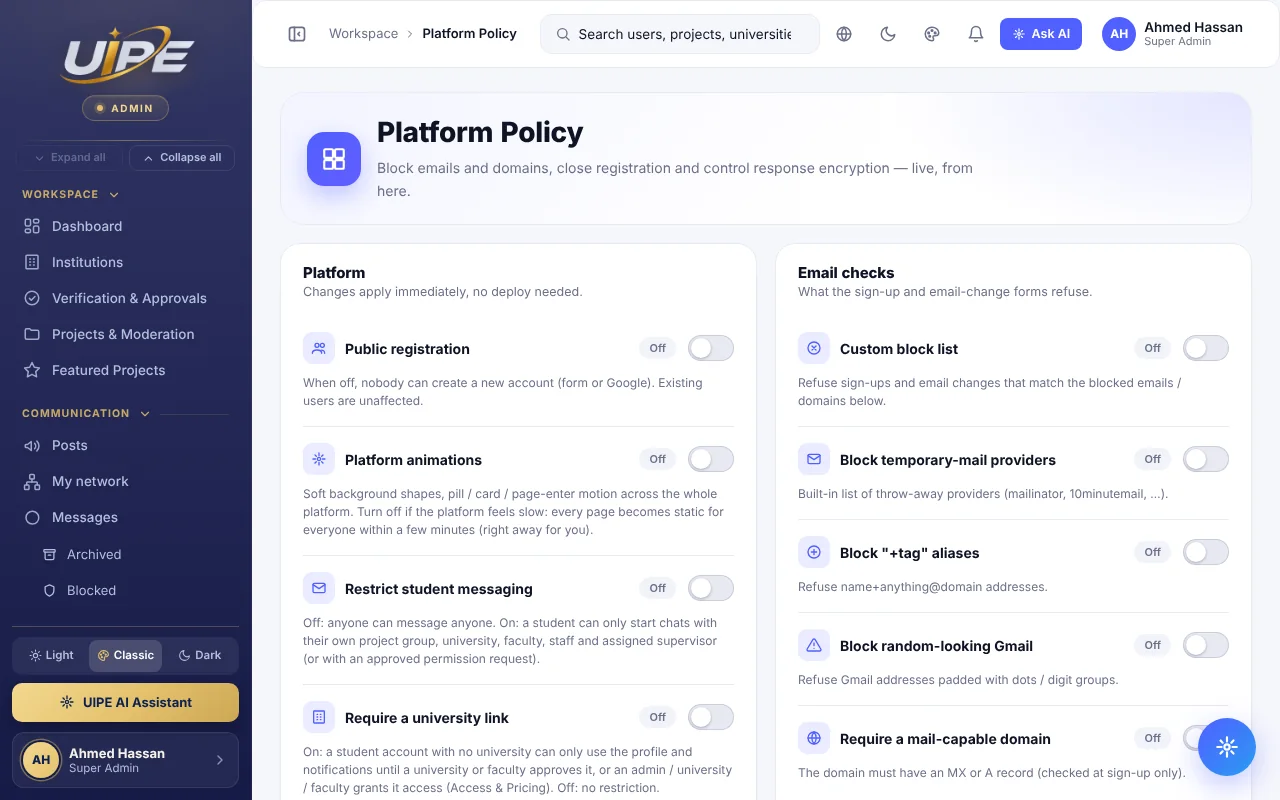 UIPE
ADMIN
Expand all
Collapse all
WORKSPACE
Dashboard
Institutions
Verification & Approvals
Projects & Moderation
Featured Projects
COMMUNICATION
Posts
My network
Messages
Archived
Blocked
Light
Classic
Dark
UIPE AI Assistant
AH
Ahmed Hassan
Super Admin
Workspace › Platform Policy
Search users, projects, universitie
Ask AI
AH
Ahmed Hassan
Super Admin
Platform Policy
Block emails and domains, close registration and control response encryption — live, from
here.
Platform
Changes apply immediately, no deploy needed.
Public registration
Off
When off, nobody can create a new account (form or Google). Existing
users are unaffected.
Platform animations
Off
Soft background shapes, pill / card / page-enter motion across the whole
platform. Turn off if the platform feels slow: every page becomes static for
everyone within a few minutes (right away for you).
Restrict student messaging
Off
Off: anyone can message anyone. On: a student can only start chats with
their own project group, university, faculty, staff and assigned supervisor
(or with an approved permission request).
Require a university link
Off
On: a student account with no university can only use the profile and
notifications until a university or faculty approves it, or an admin / university
/ faculty grants it access (Access & Pricing). Off: no restriction.
Email checks
What the sign-up and email-change forms refuse.
Custom block list
Off
Refuse sign-ups and email changes that match the blocked emails /
domains below.
Block temporary-mail providers
Off
Built-in list of throw-away providers (mailinator, 10minutemail, …).
Block "+tag" aliases
Off
Refuse name+anything@domain addresses.
Block random-looking Gmail
Off
Refuse Gmail addresses padded with dots / digit groups.
Require a mail-capable domain
Off
The domain must have an MX or A record (checked at sign-up only).